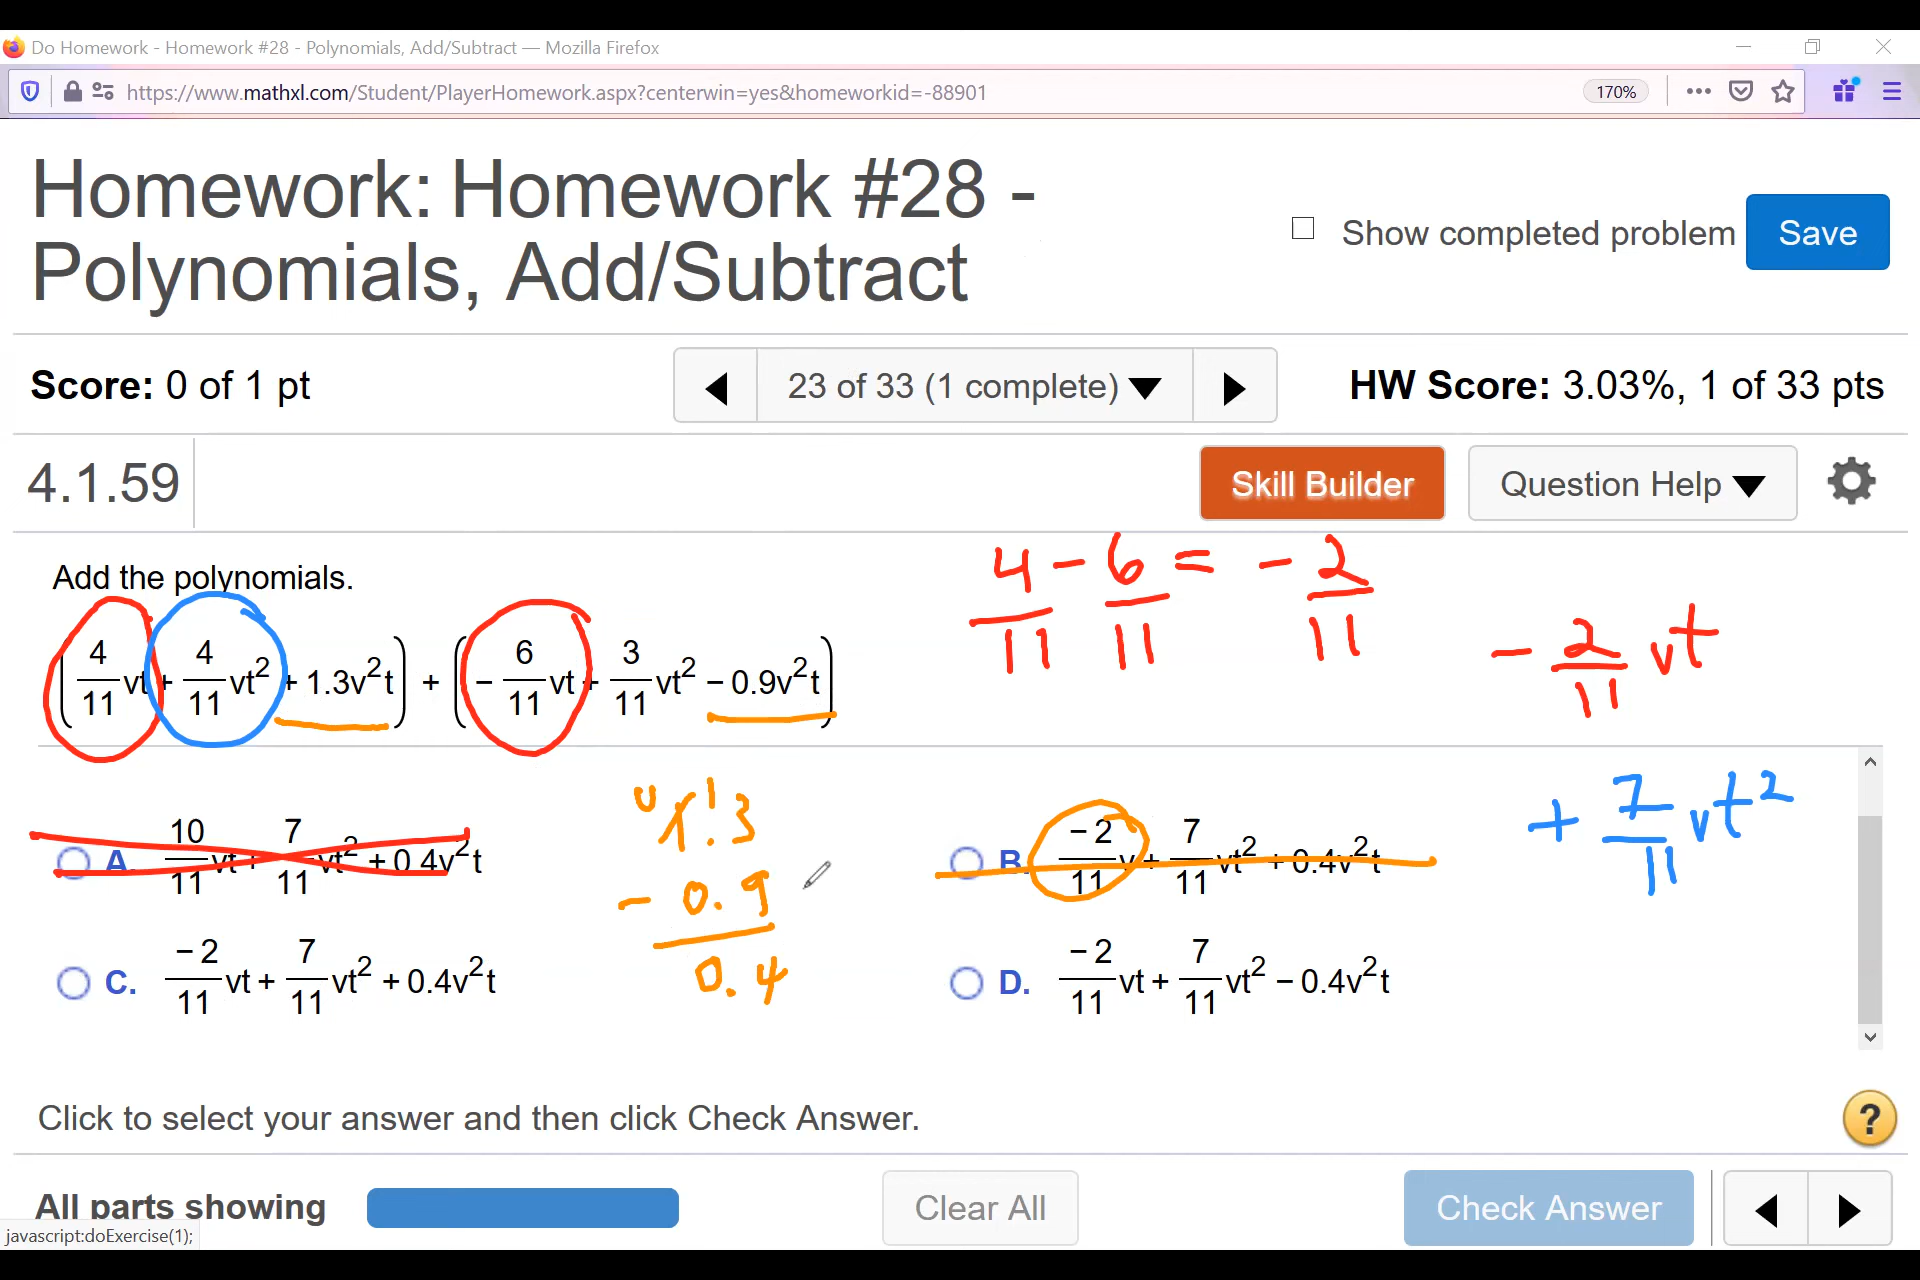 Do Homework - Homework #28 - Polynomials, Add/Subtract — Mozilla Firefox
https://www.mathxl.com/Student/PlayerHomework.aspx?centerwin=yes&homeworkid=-88901
170%
Homework: Homework #28 -
Polynomials, Add/Subtract
Show completed problem
Save
Score: 0 of 1 pt
23 of 33 (1 complete)
HW Score: 3.03%, 1 of 33 pts
4.1.59
Skill Builder
Question Help
4/11 - 6/11 = - 2/11
Add the polynomials.
(4/11 vt + 4/11 vt² + 1.3v²t) + (- 6/11 vt + 3/11 vt² - 0.9v²t)
- 2/11 vt
+ 7/11 vt²
1.3
- 0.9
0.4
A. 10/11 vt + 7/11 vt² + 0.4v²t
B. -2/11 v + 7/11 vt² + 0.4v²t
C. -2/11 vt + 7/11 vt² + 0.4v²t
D. -2/11 vt + 7/11 vt² - 0.4v²t
Click to select your answer and then click Check Answer.
?
All parts showing
Clear All
Check Answer
javascript:doExercise(1);